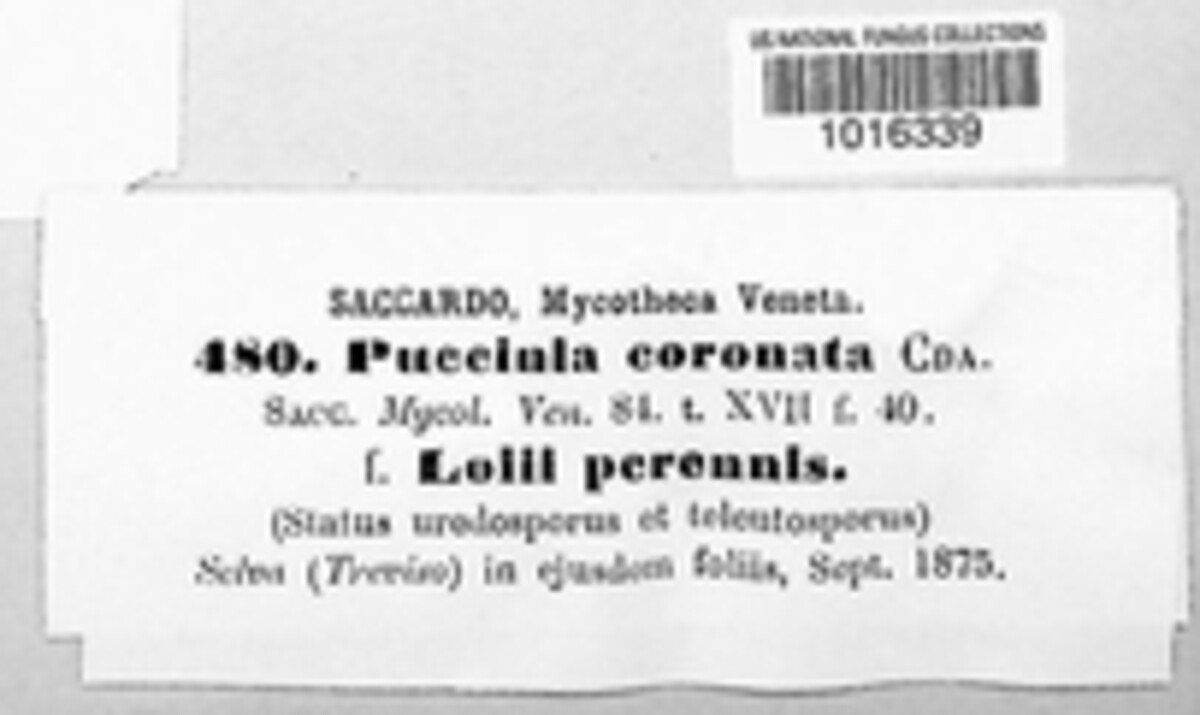 US NATIONAL FUNGUS COLLECTIONS
1016339
SACCARDO, Mycotheca Veneta.
480. Puccinia coronata CDA.
SACC. Mycol. Ven. 84. t. XVII f. 40.
f. Lolii perennis.
(Status uredosporus et teleutosporus)
Selva (Treviso) in ejusdem foliis, Sept. 1875.